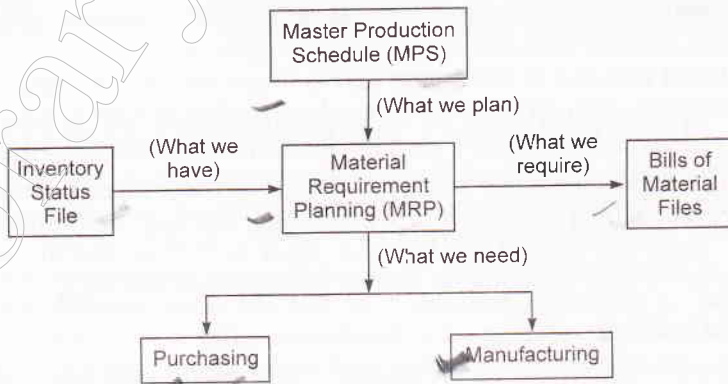 Master Production
Schedule (MPS)
(What we plan)
(What we
have)
(What we
require)
Inventory
Status
File
Material
Requirement
Planning (MRP)
Bills of
Material
Files
(What we need)
Purchasing
Manufacturing